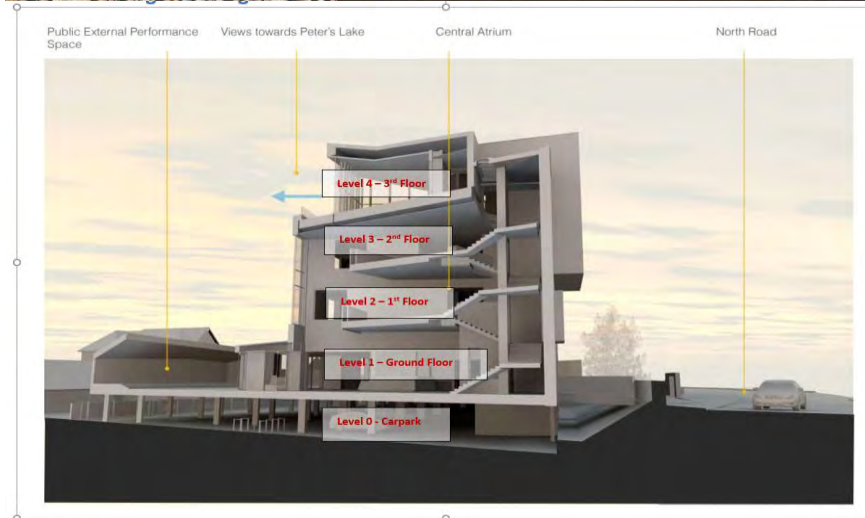 Public External Performance
Space
Views towards Peter's Lake
Central Atrium
North Road
Level 4 – 3rd Floor
Level 3 – 2nd Floor
Level 2 – 1st Floor
Level 1 – Ground Floor
Level 0 - Carpark